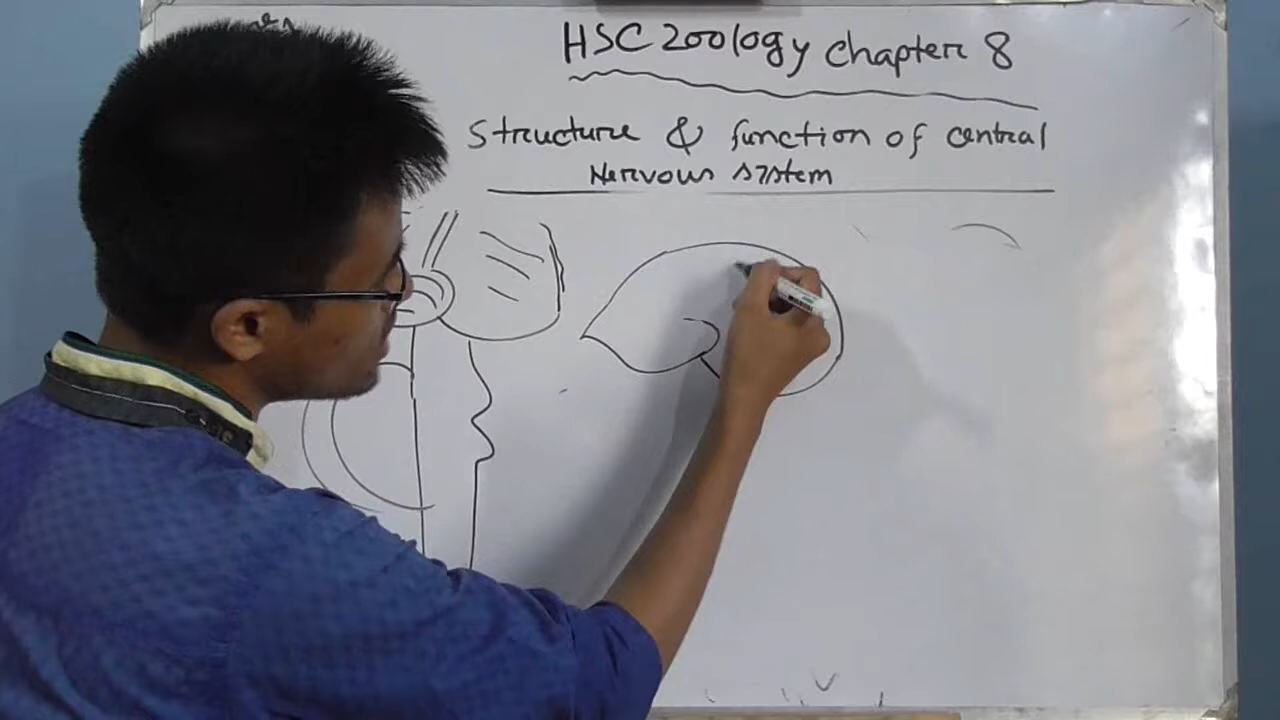 HSC Zoology Chapter 8
Structure & function of central
Nervous system